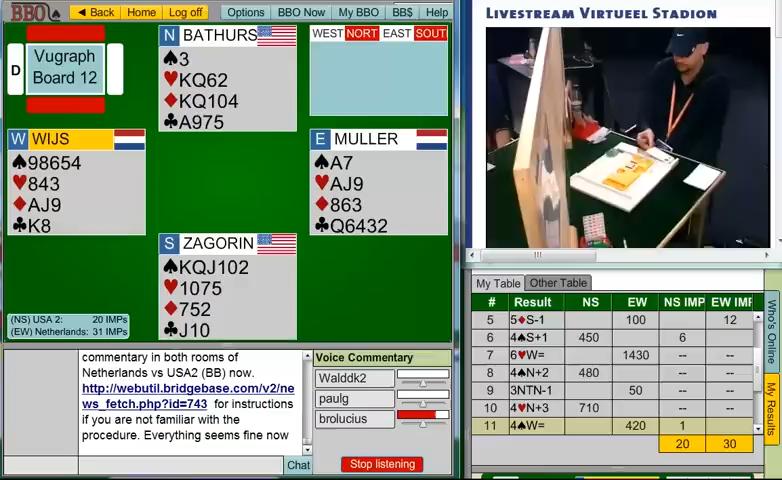 BBO
◄ Back
Home
Log off
Options
BBO Now
My BBO
BB$
Help
D
Vugraph
Board 12
N BATHURS
♠3
♥KQ62
♦KQ104
♣A975
WEST NORT EAST SOUT
W WIJS
♠98654
♥843
♦AJ9
♣K8
E MULLER
♠A7
♥AJ9
♦863
♣Q6432
S ZAGORIN
♠KQJ102
♥1075
♦752
♣J10
(NS) USA 2: 20 IMPs
(EW) Netherlands: 31 IMPs
commentary in both rooms of
Netherlands vs USA2 (BB) now.
http://webutil.bridgebase.com/v2/ne
ws_fetch.php?id=743 for instructions
if you are not familiar with the
procedure. Everything seems fine now
Chat
Voice Commentary
Walddk2
paulg
brolucius
Stop listening
Livestream Virtueel Stadion
My Table
Other Table
# Result NS EW NS IMP EW IMF
5 5♦S-1 100 12
6 4♠S+1 450 6
7 6♥W= 1430 --  --
8 4♠N+2 480 -- --
9 3NTN-1 50 -- --
10 4♥N+3 710 -- --
11 4♠W= 420 1
20 30
Who's Online
My Results